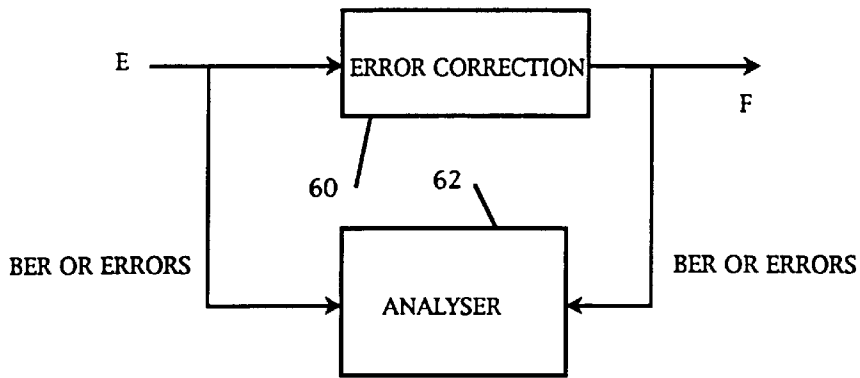 E
ERROR CORRECTION
F
60
62
BER OR ERRORS
BER OR ERRORS
ANALYSER